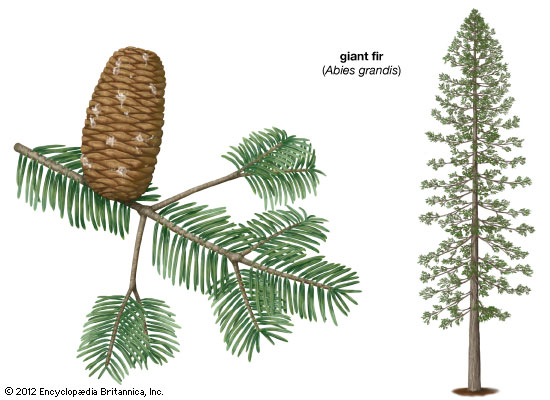 giant fir
(Abies grandis)
© 2012 Encyclopædia Britannica, Inc.